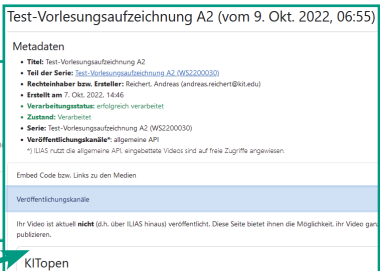 Test-Vorlesungsaufzeichnung A2 (vom 9. Okt. 2022, 06:55)
Metadaten
• Titel: Test-Vorlesungsaufzeichnung A2
• Teil der Serie: Test-Vorlesungsaufzeichnung A2 (WS2200030)
• Rechteinhaber bzw. Ersteller: Reichert, Andreas (andreas.reichert@kit.edu)
• Erstellt am 7. Okt. 2022, 14:46
• Verarbeitungsstatus: erfolgreich verarbeitet
• Zustand: Verarbeitet
• Serie: Test-Vorlesungsaufzeichnung A2 (WS2200030)
• Veröffentlichungskanäle*: allgemeine API
*) ILIAS nutzt die allgemeine API, eingebettete Videos sind auf freie Zugriffe angewiesen.
Embed Code bzw. Links zu den Medien
Veröffentlichungskanäle
Ihr Video ist aktuell nicht (d.h. über ILIAS hinaus) veröffentlicht. Diese Seite bietet ihnen die Möglichkeit, ihr Video
publizieren.
KITopen